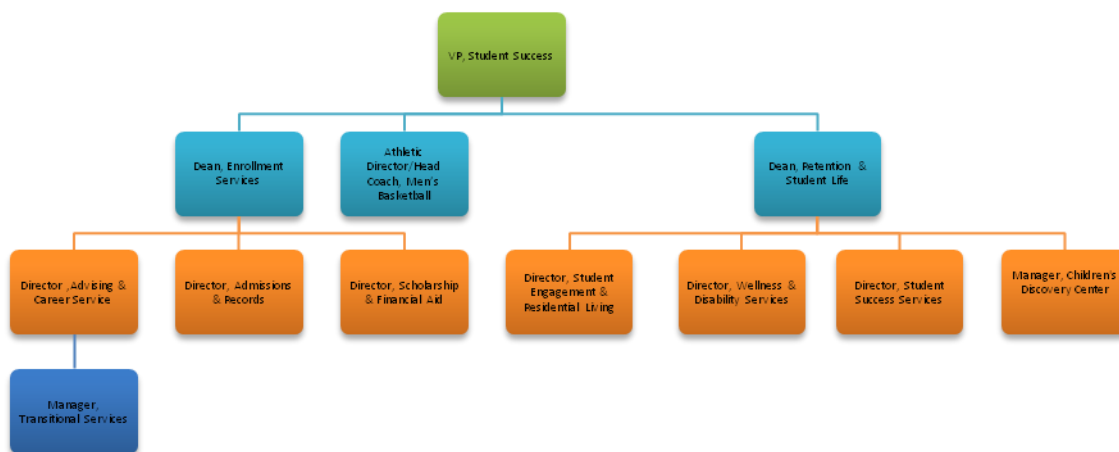 VP, Student Success
Dean, Enrollment
Services
Athletic
Director/Head
Coach, Men's
Basketball
Dean, Retention &
Student Life
Director ,Advising &
Career Service
Director, Admissions
& Records
Director, Scholarship
& Financial Aid
Director, Student
Engagement &
Residential Living
Director, Wellness &
Disability Services
Director, Student
Success Services
Manager, Children's
Discovery Center
Manager,
Transitional Services